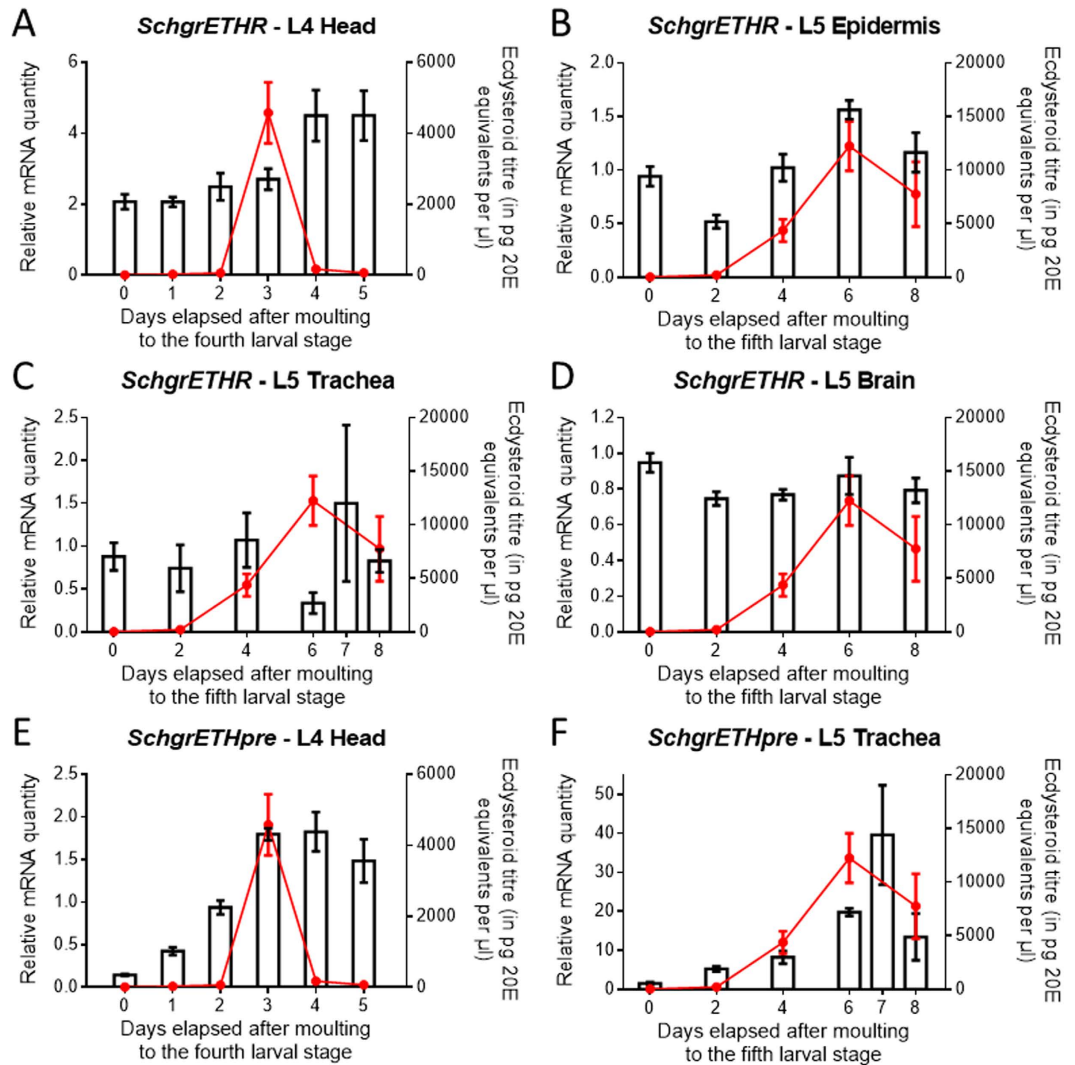 A
SchgrETHR - L4 Head
Relative mRNA quantity
6
4
2
0
6000
4000
2000
0
Ecdysteroid titre (in pg 20E
equivalents per µl)
0 1 2 3 4 5
Days elapsed after moulting
to the fourth larval stage
B
SchgrETHR - L5 Epidermis
Relative mRNA quantity
2.0
1.5
1.0
0.5
0.0
20000
15000
10000
5000
0
Ecdysteroid titre (in pg 20E
equivalents per µl)
0 2 4 6 8
Days elapsed after moulting
to the fifth larval stage
C
SchgrETHR - L5 Trachea
Relative mRNA quantity
2.5
2.0
1.5
1.0
0.5
0.0
20000
15000
10000
5000
0
Ecdysteroid titre (in pg 20E
equivalents per µl)
0 2 4 6 7 8
Days elapsed after moulting
to the fifth larval stage
D
SchgrETHR - L5 Brain
Relative mRNA quantity
1.2
1.0
0.8
0.6
0.4
0.2
0.0
20000
15000
10000
5000
0
Ecdysteroid titre (in pg 20E
equivalents per µl)
0 2 4 6 8
Days elapsed after moulting
to the fifth larval stage
E
SchgrETHpre - L4 Head
Relative mRNA quantity
2.5
2.0
1.5
1.0
0.5
0.0
6000
4000
2000
0
Ecdysteroid titre (in pg 20E
equivalents per µl)
0 1 2 3 4 5
Days elapsed after moulting
to the fourth larval stage
F
SchgrETHpre - L5 Trachea
Relative mRNA quantity
50
40
30
20
10
0
20000
15000
10000
5000
0
Ecdysteroid titre (in pg 20E
equivalents per µl)
0 2 4 6 7 8
Days elapsed after moulting
to the fifth larval stage